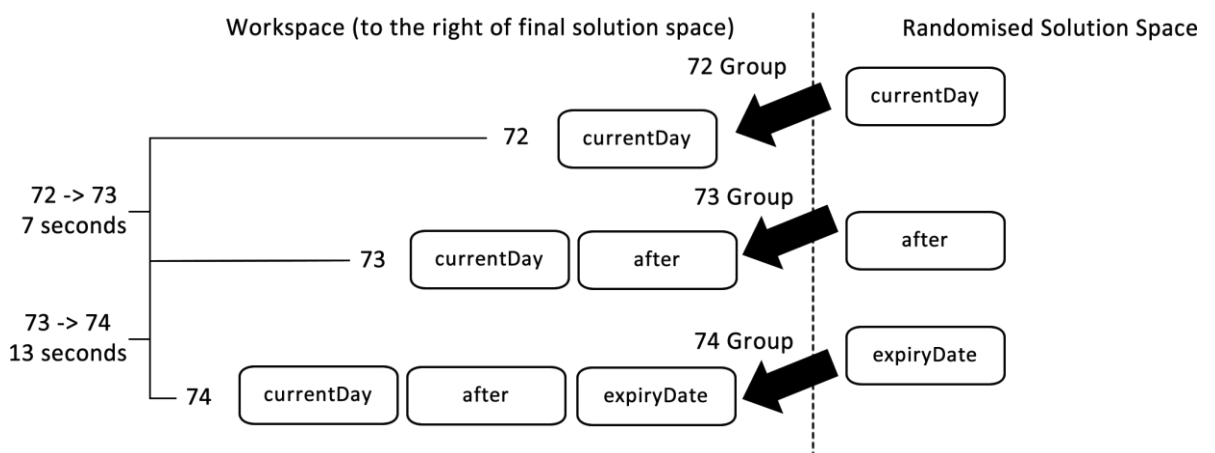 Workspace (to the right of final solution space)
Randomised Solution Space
72 Group
currentDay
72
currentDay
72 -> 73
7 seconds
73 Group
after
73
currentDay
after
73 -> 74
13 seconds
74 Group
expiryDate
74
currentDay
after
expiryDate